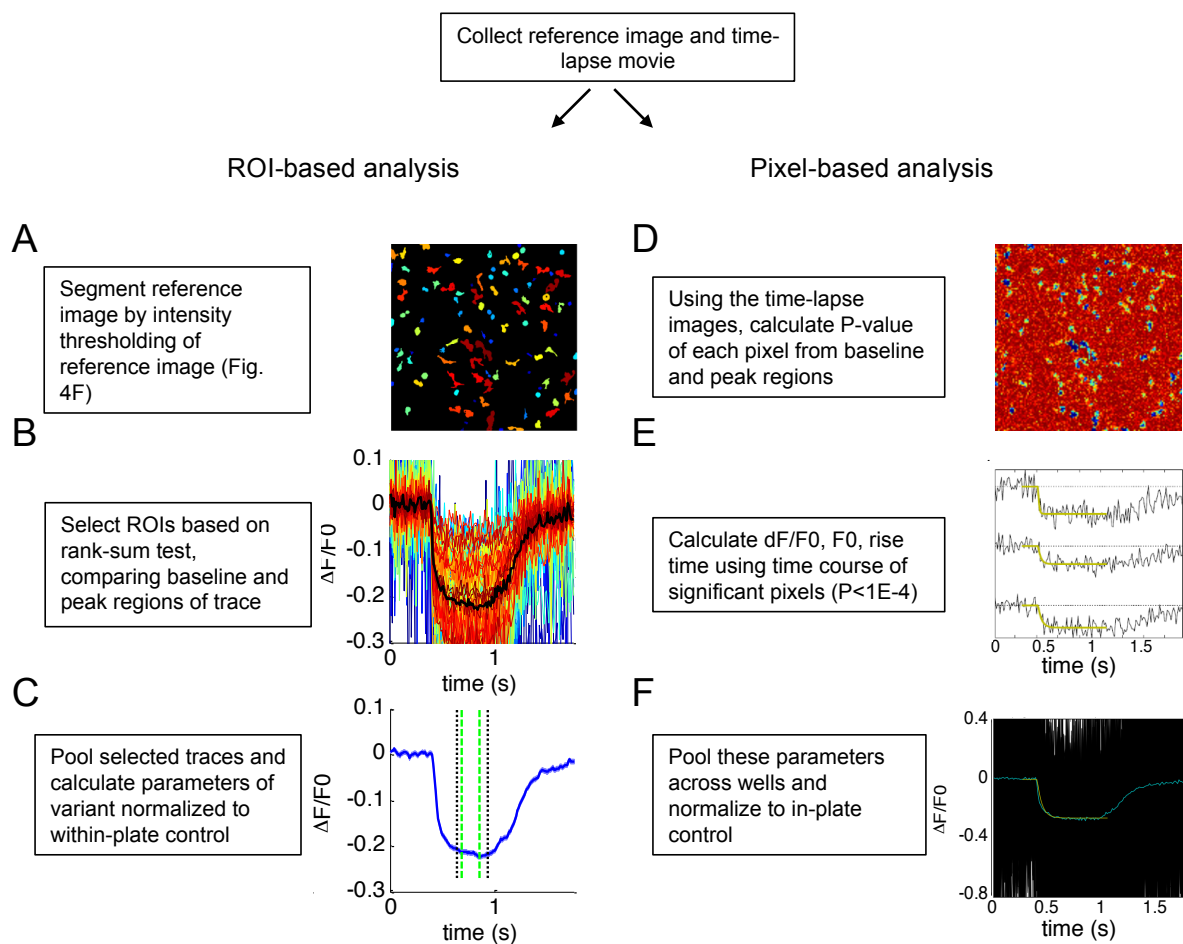 Collect reference image and time-
lapse movie
ROI-based analysis
Pixel-based analysis
A
Segment reference
image by intensity
thresholding of
reference image (Fig.
4F)
B
Select ROIs based on
rank-sum test,
comparing baseline and
peak regions of trace
0.1
0
-0.1
-0.2
-0.3
ΔF/F0
0
1
time (s)
C
Pool selected traces and
calculate parameters of
variant normalized to
within-plate control
0.1
0
-0.1
-0.2
-0.3
ΔF/F0
0
1
time (s)
D
Using the time-lapse
images, calculate P-value
of each pixel from baseline
and peak regions
E
Calculate dF/F0, F0, rise
time using time course of
significant pixels (P<1E-4)
0
0.5
1
1.5
time (s)
F
Pool these parameters
across wells and
normalize to in-plate
control
0.4
0
-0.4
-0.8
ΔF/F0
0
0.5
1
1.5
time (s)